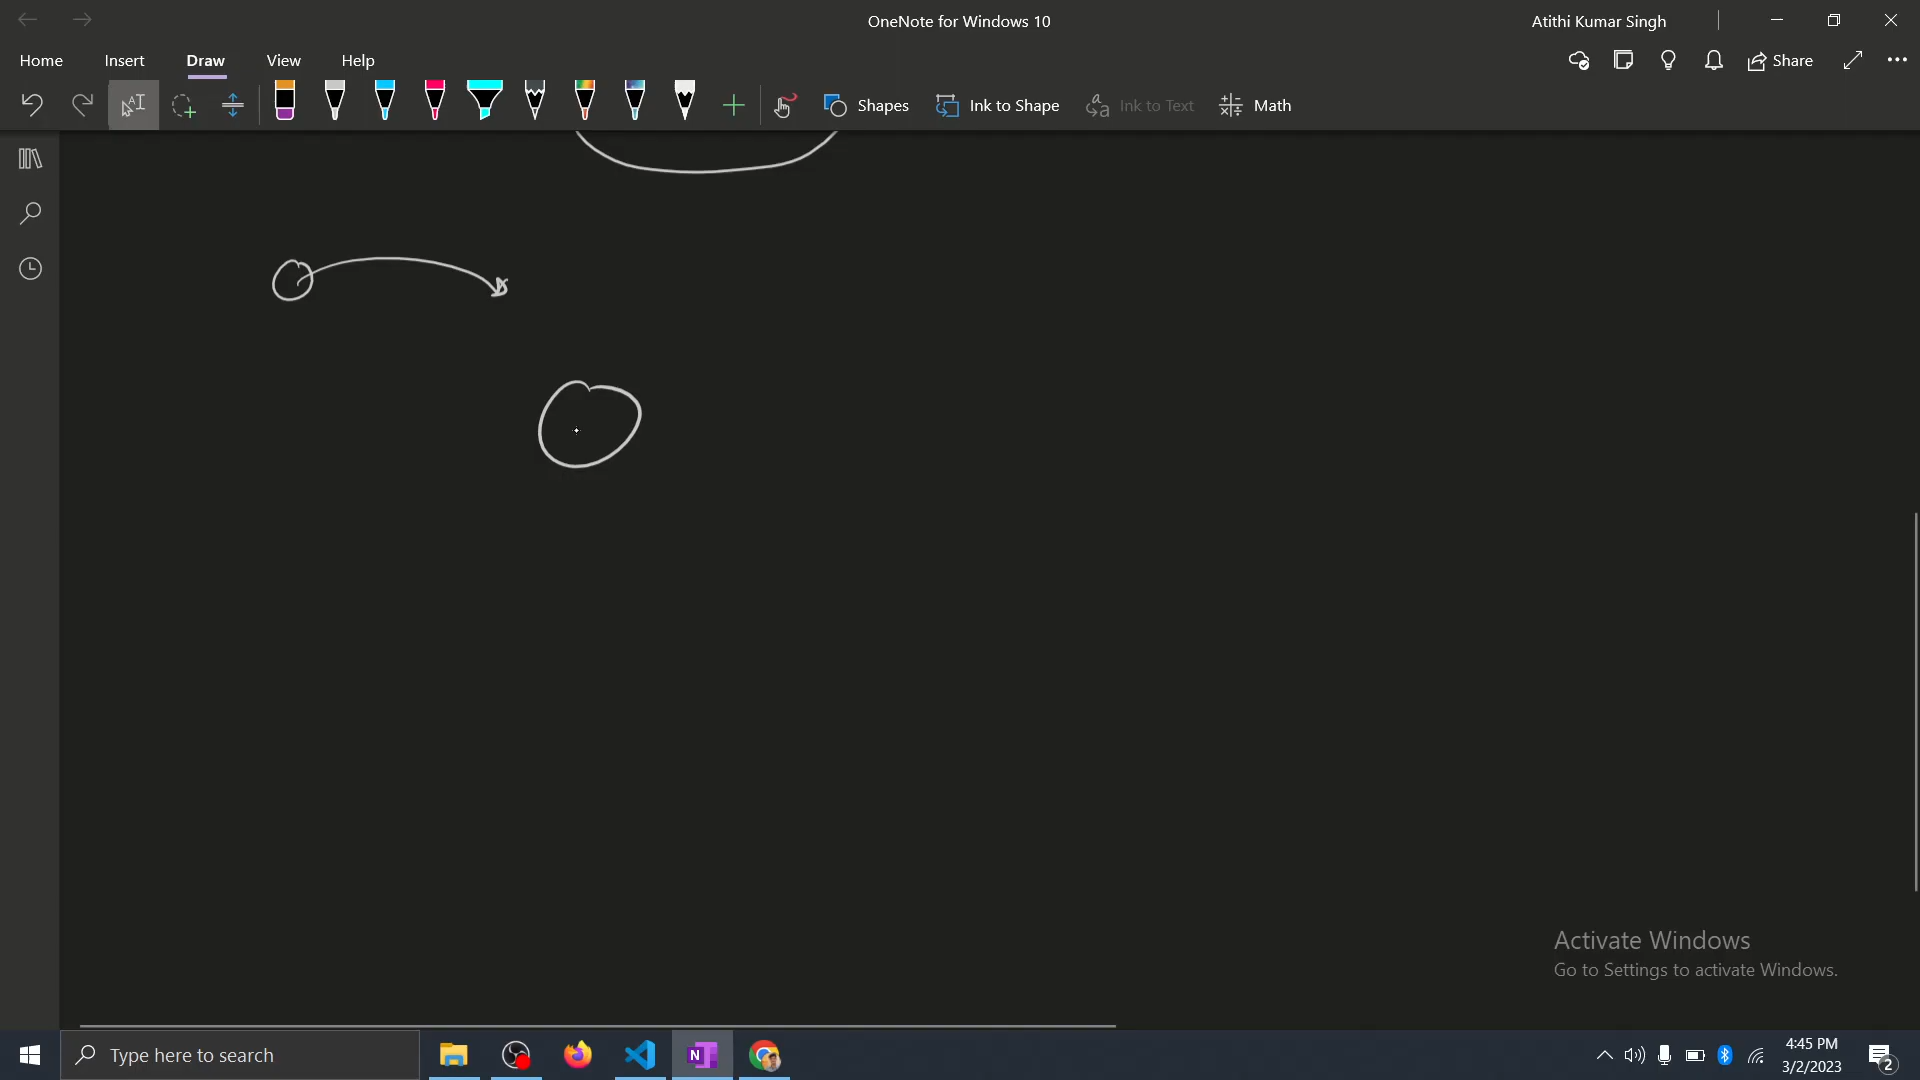 OneNote for Windows 10
Atithi Kumar Singh
Home Insert Draw View Help
Share
Shapes Ink to Shape Ink to Text Math
Activate Windows
Go to Settings to activate Windows.
Type here to search
4:45 PM
3/2/2023
2